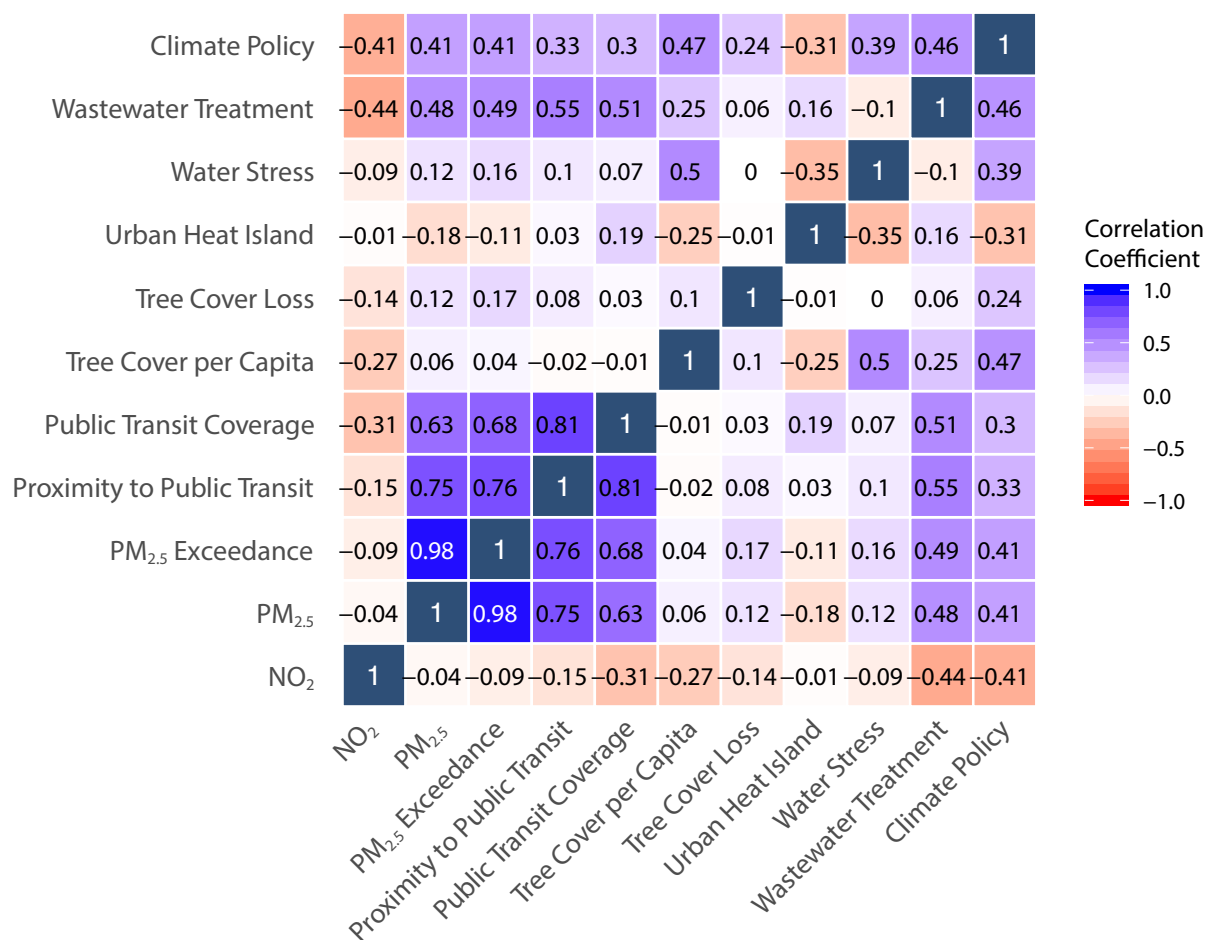 Climate Policy −0.41 0.41 0.41 0.33 0.3 0.47 0.24 −0.31 0.39 0.46 1
Wastewater Treatment −0.44 0.48 0.49 0.55 0.51 0.25 0.06 0.16 −0.1 1 0.46
Water Stress −0.09 0.12 0.16 0.1 0.07 0.5 0 −0.35 1 −0.1 0.39
Urban Heat Island −0.01 −0.18 −0.11 0.03 0.19 −0.25 −0.01 1 −0.35 0.16 −0.31
Tree Cover Loss −0.14 0.12 0.17 0.08 0.03 0.1 1 −0.01 0 0.06 0.24
Tree Cover per Capita −0.27 0.06 0.04 −0.02 −0.01 1 0.1 −0.25 0.5 0.25 0.47
Public Transit Coverage −0.31 0.63 0.68 0.81 1 −0.01 0.03 0.19 0.07 0.51 0.3
Proximity to Public Transit −0.15 0.75 0.76 1 0.81 −0.02 0.08 0.03 0.1 0.55 0.33
PM₂.₅ Exceedance −0.09 0.98 1 0.76 0.68 0.04 0.17 −0.11 0.16 0.49 0.41
PM₂.₅ −0.04 1 0.98 0.75 0.63 0.06 0.12 −0.18 0.12 0.48 0.41
NO₂ 1 −0.04 −0.09 −0.15 −0.31 −0.27 −0.14 −0.01 −0.09 −0.44 −0.41
NO₂
PM₂.₅
PM₂.₅ Exceedance
Proximity to Public Transit
Public Transit Coverage
Tree Cover per Capita
Tree Cover Loss
Urban Heat Island
Water Stress
Wastewater Treatment
Climate Policy
Correlation
Coefficient
1.0
0.5
0.0
−0.5
−1.0